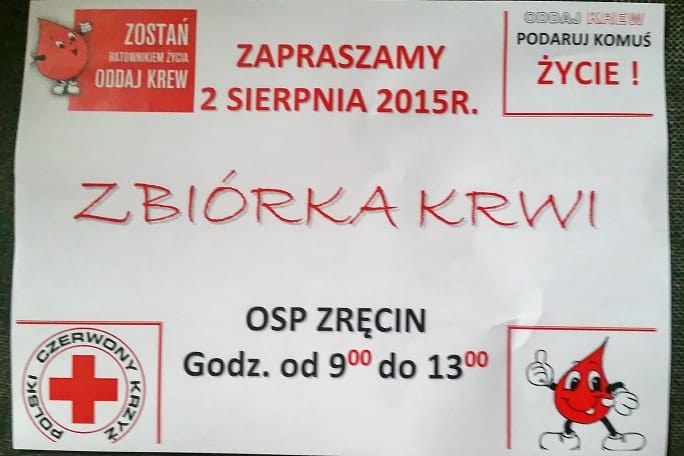 ZOSTAŃ
RATOWNIKIEM ŻYCIA
ODDAJ KREW
ZAPRASZAMY
2 SIERPNIA 2015R.
ODDAJ KREW
PODARUJ KOMUŚ
ŻYCIE !
ZBIÓRKA KRWI
OSP ZRĘCIN
Godz. od 9⁰⁰ do 13⁰⁰
POLSKI CZERWONY KRZYŻ